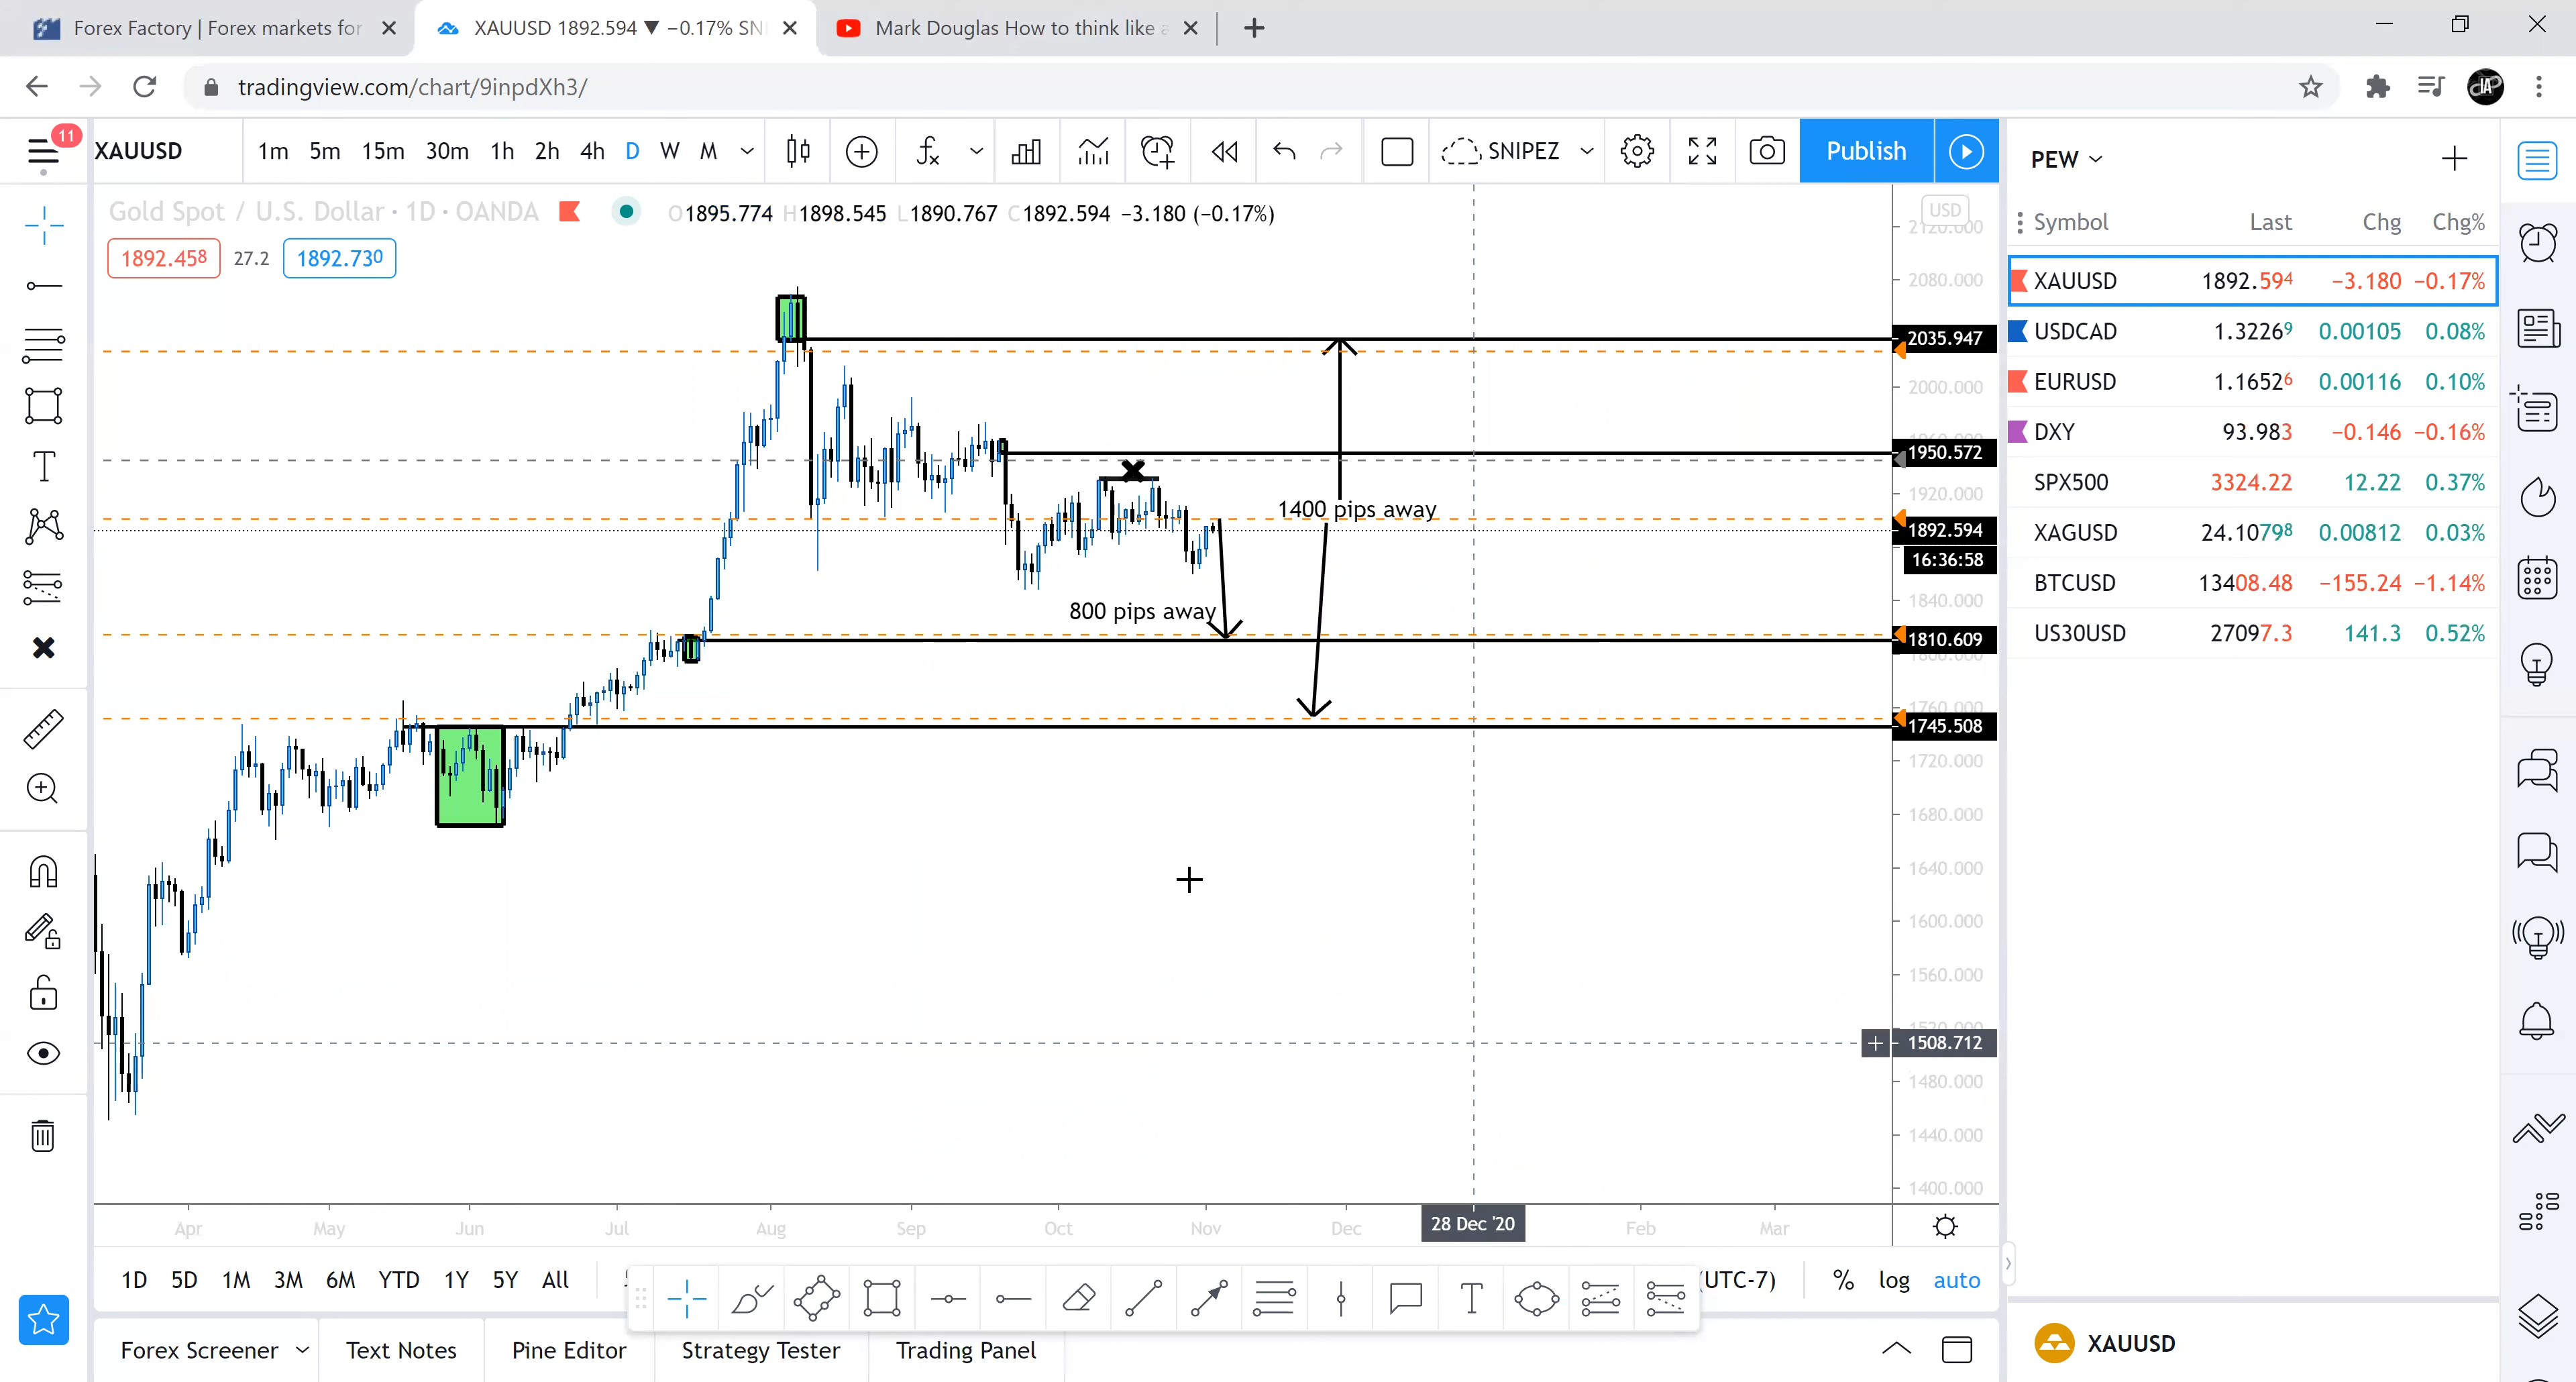 Forex Factory | Forex markets for
XAUUSD 1892.594 ▼ −0.17% SNI
Mark Douglas How to think like a
tradingview.com/chart/9inpdXh3/
11
XAUUSD
1m 5m 15m 30m 1h 2h 4h D W M
SNIPEZ
Publish
Gold Spot / U.S. Dollar · 1D · OANDA
O1895.774 H1898.545 L1890.767 C1892.594 −3.180 (−0.17%)
1892.458 27.2 1892.730
USD
2120.000
2080.000
2035.947
2000.000
1950.572
1920.000
1892.594
16:36:58
1840.000
1810.609
1800.000
1760.000
1745.508
1720.000
1680.000
1640.000
1600.000
1560.000
1520.000
1508.712
1480.000
1440.000
1400.000
1400 pips away
800 pips away
Apr May Jun Jul Aug Sep Oct Nov Dec 28 Dec '20 Feb Mar
1D 5D 1M 3M 6M YTD 1Y 5Y All
(UTC-7) % log auto
Forex Screener Text Notes Pine Editor Strategy Tester Trading Panel
PEW
Symbol Last Chg Chg%
XAUUSD 1892.594 −3.180 −0.17%
USDCAD 1.32269 0.00105 0.08%
EURUSD 1.16526 0.00116 0.10%
DXY 93.983 −0.146 −0.16%
SPX500 3324.22 12.22 0.37%
XAGUSD 24.10798 0.00812 0.03%
BTCUSD 13408.48 −155.24 −1.14%
US30USD 27097.3 141.3 0.52%
XAUUSD